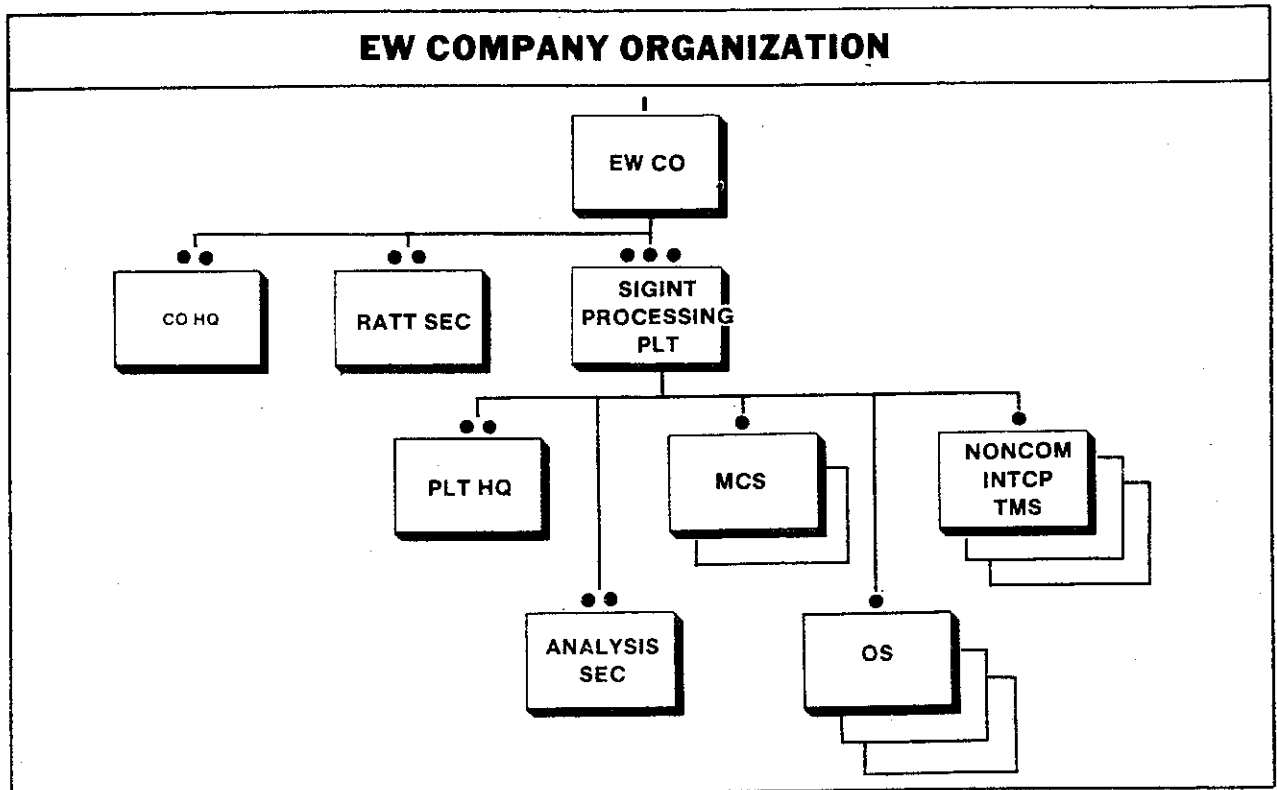 EW COMPANY ORGANIZATION
EW CO
CO HQ
RATT SEC
SIGINT
PROCESSING
PLT
PLT HQ
MCS
NONCOM
INTCP
TMS
ANALYSIS
SEC
OS